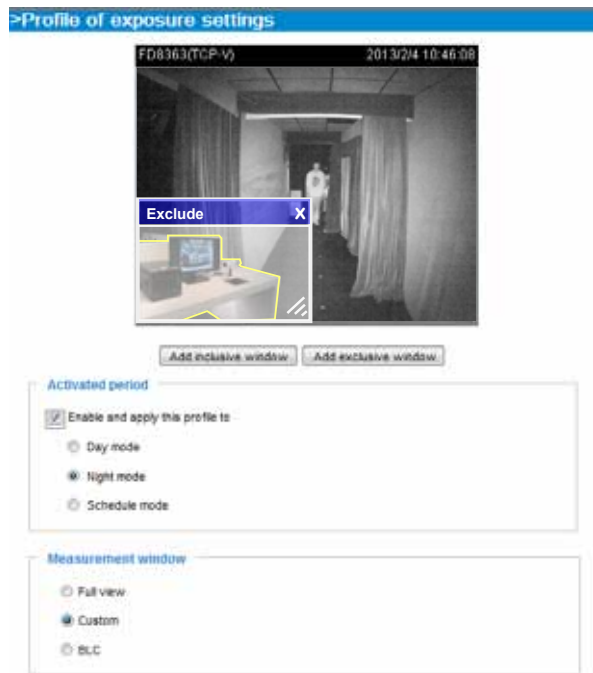 >Profile of exposure settings
FD8363(TCP-V) 2013/2/4 10:46:08
Exclude X
Add inclusive window Add exclusive window
Activated period
Enable and apply this profile to
Day mode
Night mode
Schedule mode
Measurement window
Full view
Custom
BLC